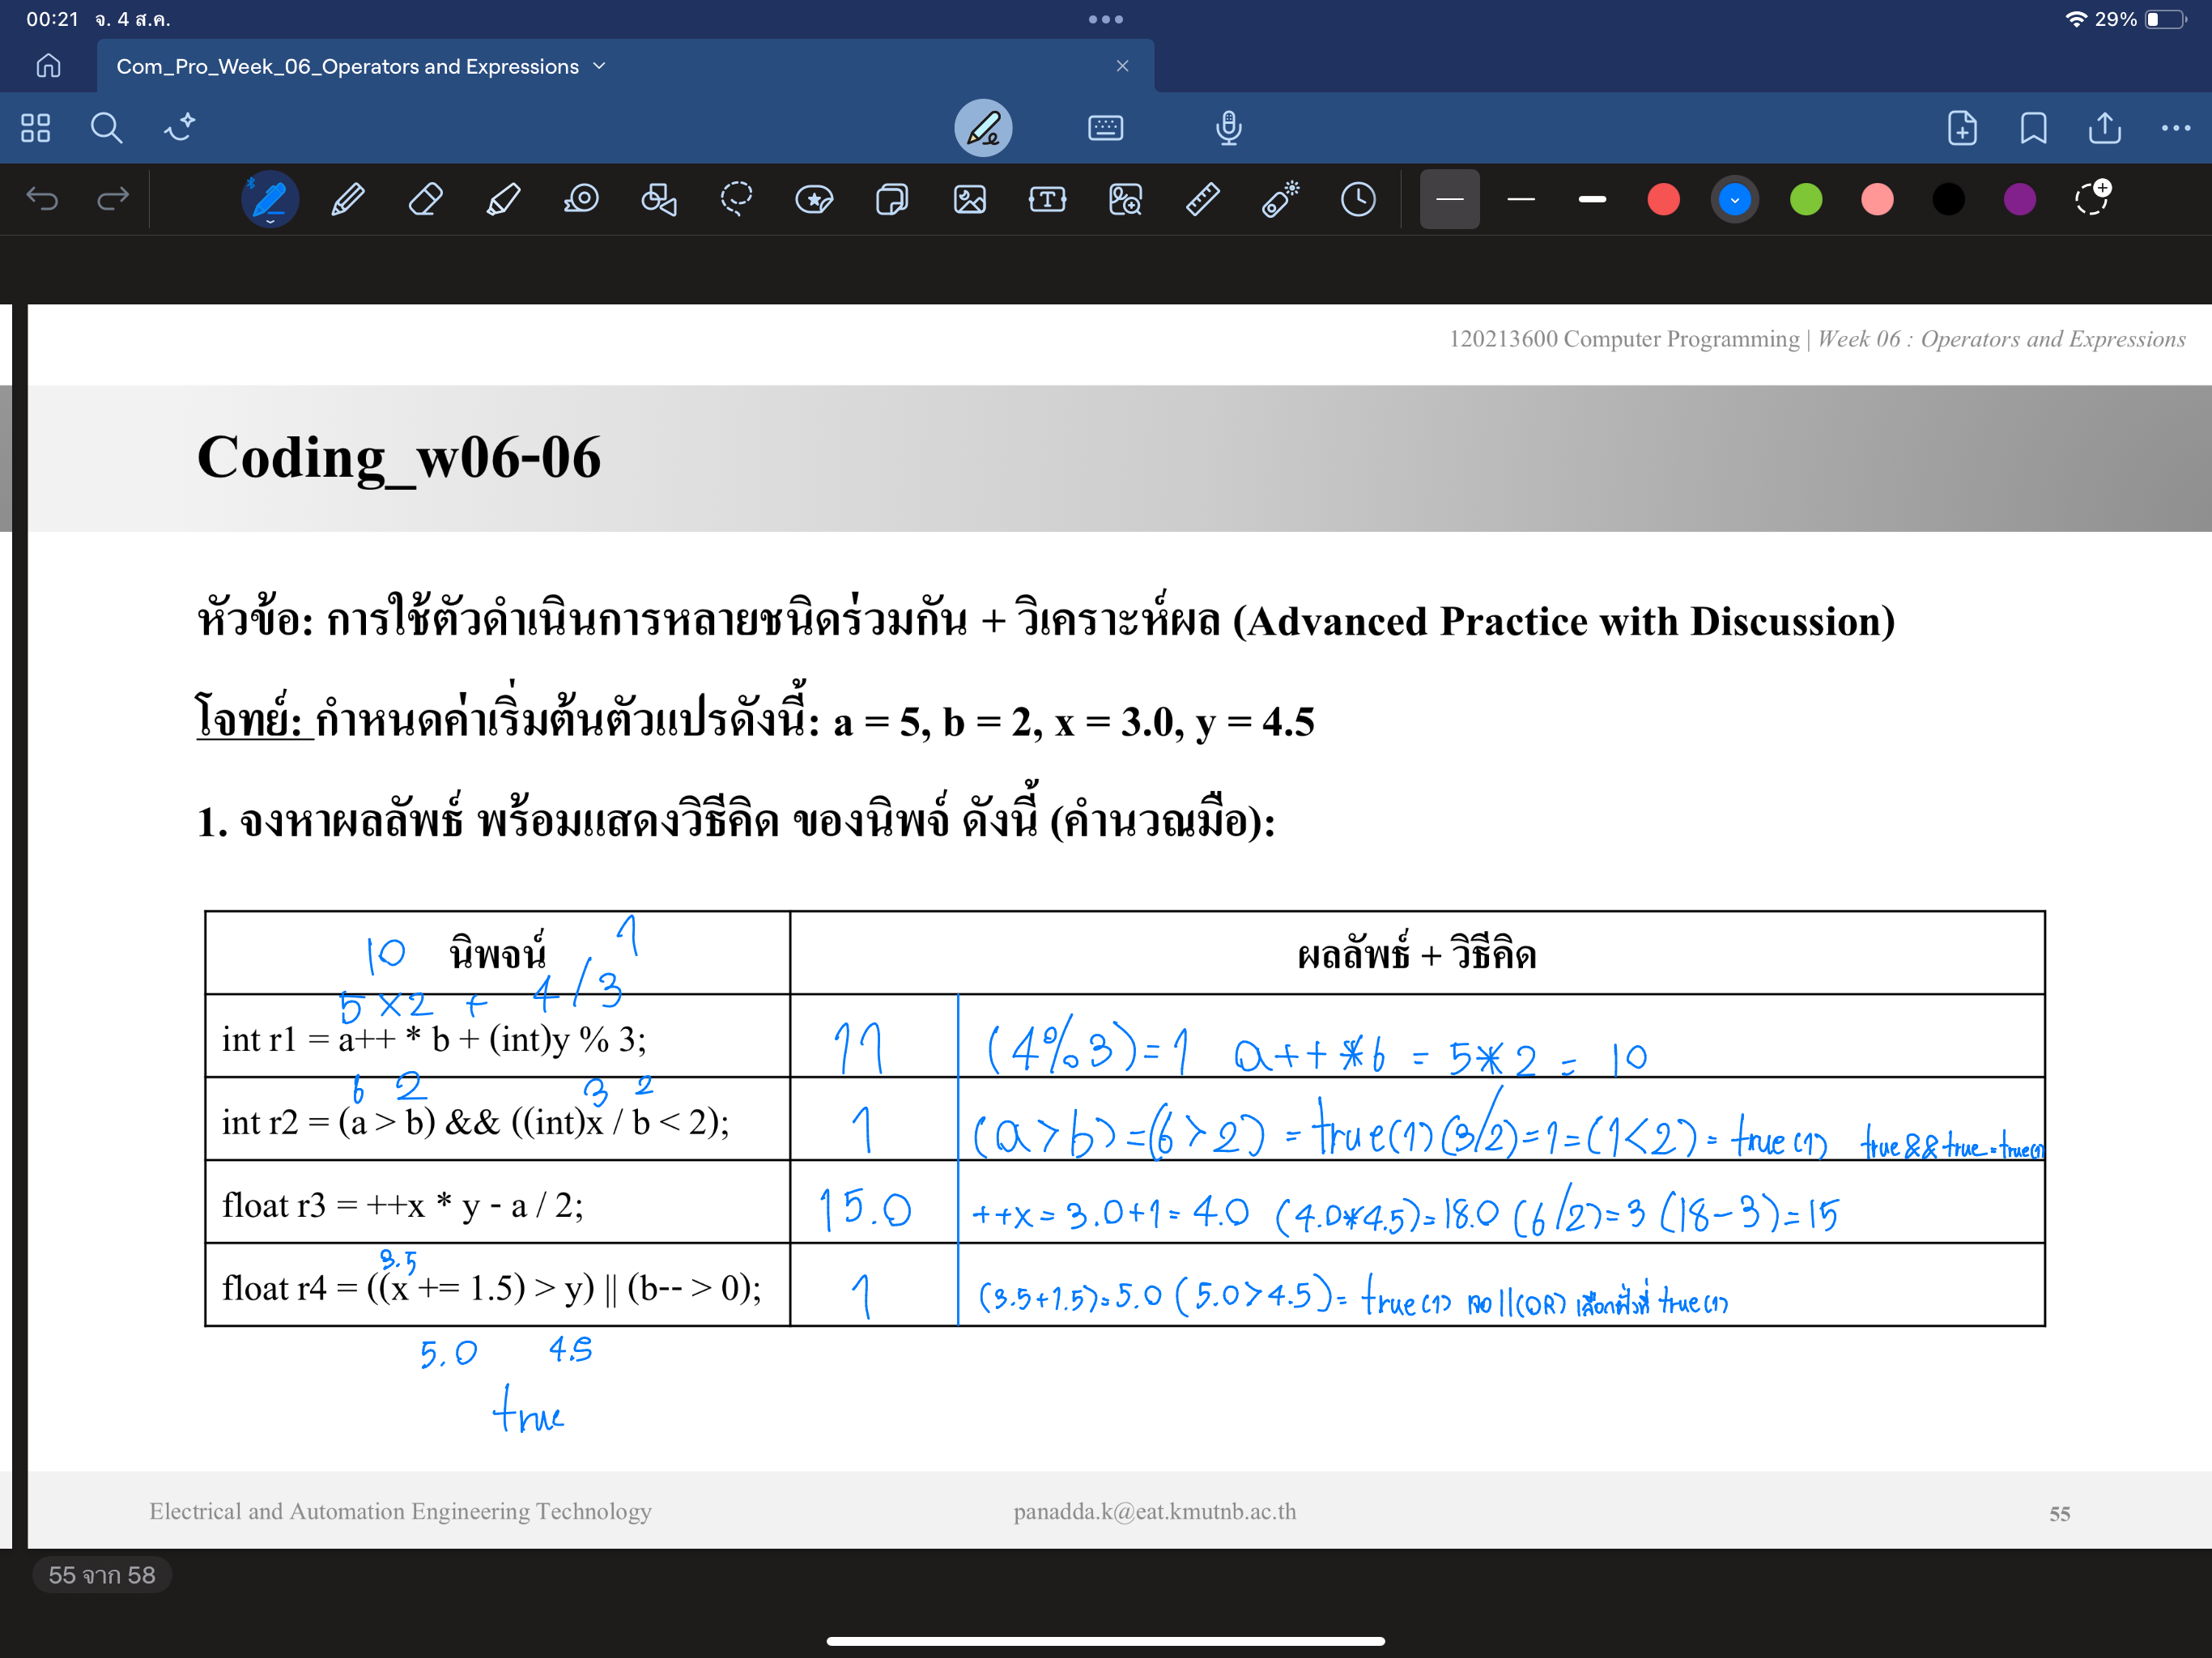 00:21 จ. 4 ส.ค.
29%
Com_Pro_Week_06_Operators and Expressions
120213600 Computer Programming | Week 06 : Operators and Expressions
Coding_w06-06
หัวข้อ: การใช้ตัวดำเนินการหลายชนิดร่วมกัน + วิเคราะห์ผล (Advanced Practice with Discussion)
โจทย์: กำหนดค่าเริ่มต้นตัวแปรดังนี้: a = 5, b = 2, x = 3.0, y = 4.5
1. จงหาผลลัพธ์ พร้อมแสดงวิธีคิด ของนิพจ์ ดังนี้ (คำนวณมือ):
10 นิพจน์ 1
ผลลัพธ์ + วิธีคิด
5 × 2 + 4 / 3
int r1 = a++ * b + (int)y % 3;
11
(4%3)=1 a++*b = 5*2 = 10
6 2 3 2
int r2 = (a > b) && ((int)x / b < 2);
1
(a>b)=(6>2) = true(1) (3/2)=1=(1<2)= true(1) true&&true=true(1)
float r3 = ++x * y - a / 2;
15.0
++x = 3.0+1= 4.0 (4.0*4.5)=18.0 (6/2)=3 (18-3)=15
3.5
float r4 = ((x += 1.5) > y) || (b-- > 0);
1
(3.5+1.5)=5.0 (5.0>4.5)= true(1) เจอ ||(OR) เลือกฝั่งที่ true(1)
5.0 4.5
true
Electrical and Automation Engineering Technology
panadda.k@eat.kmutnb.ac.th
55
55 จาก 58